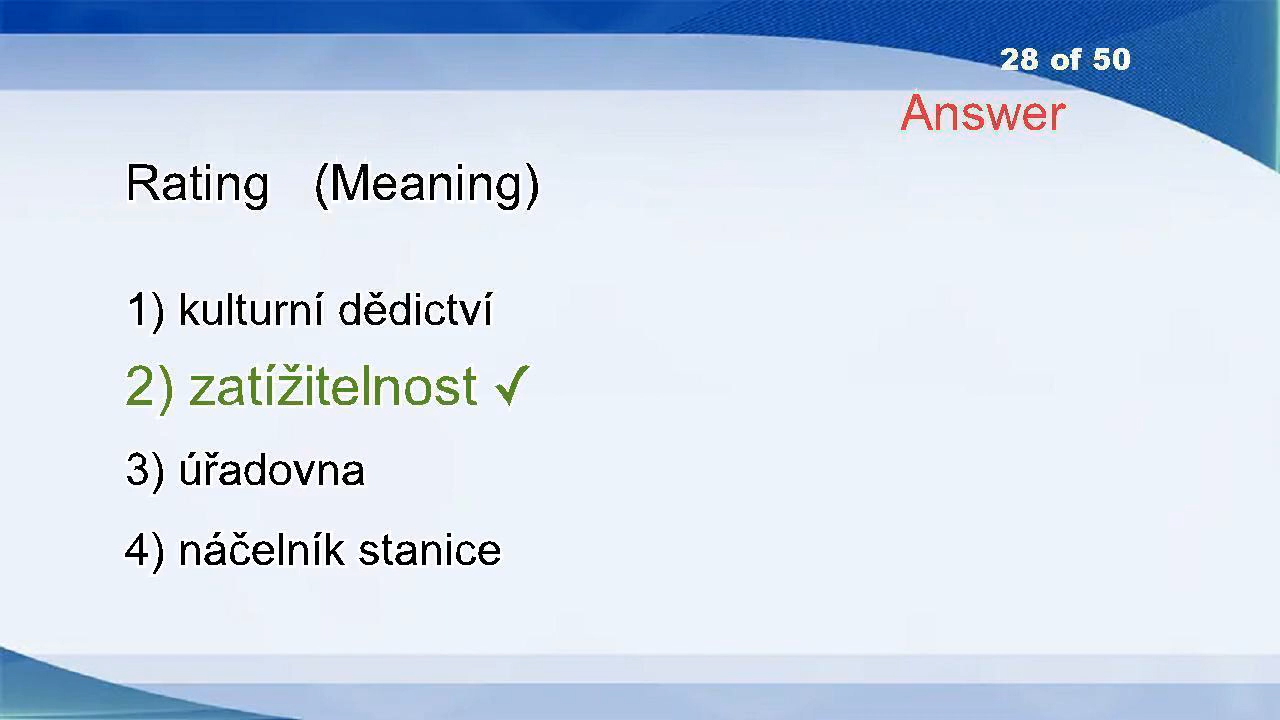 28 of 50
Answer
Rating (Meaning)
1) kulturní dědictví
2) zatížitelnost ✓
3) úřadovna
4) náčelník stanice